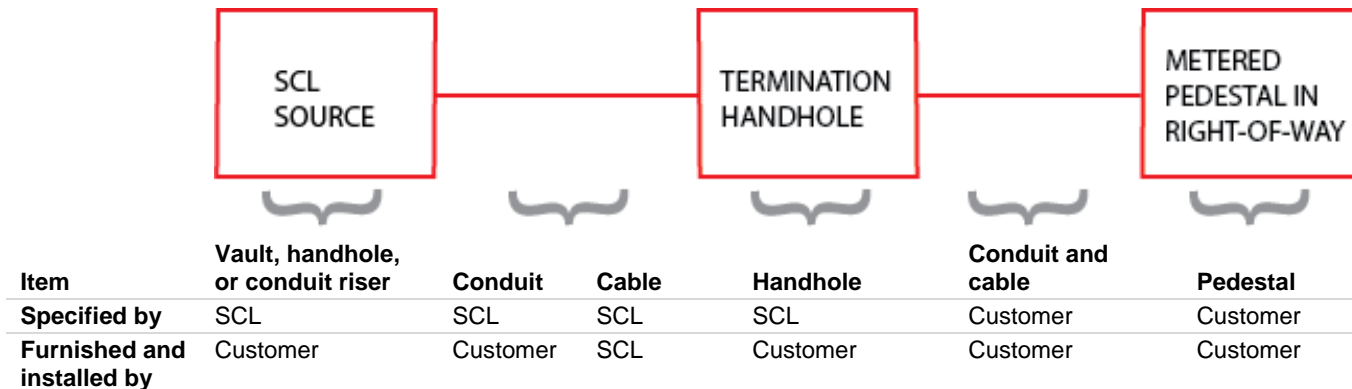 SCL
SOURCE
TERMINATION
HANDHOLE
METERED
PEDESTAL IN
RIGHT-OF-WAY
Item Vault, handhole, or conduit riser Conduit Cable Handhole Conduit and cable Pedestal
Specified by SCL SCL SCL SCL Customer Customer
Furnished and installed by Customer Customer SCL Customer Customer Customer